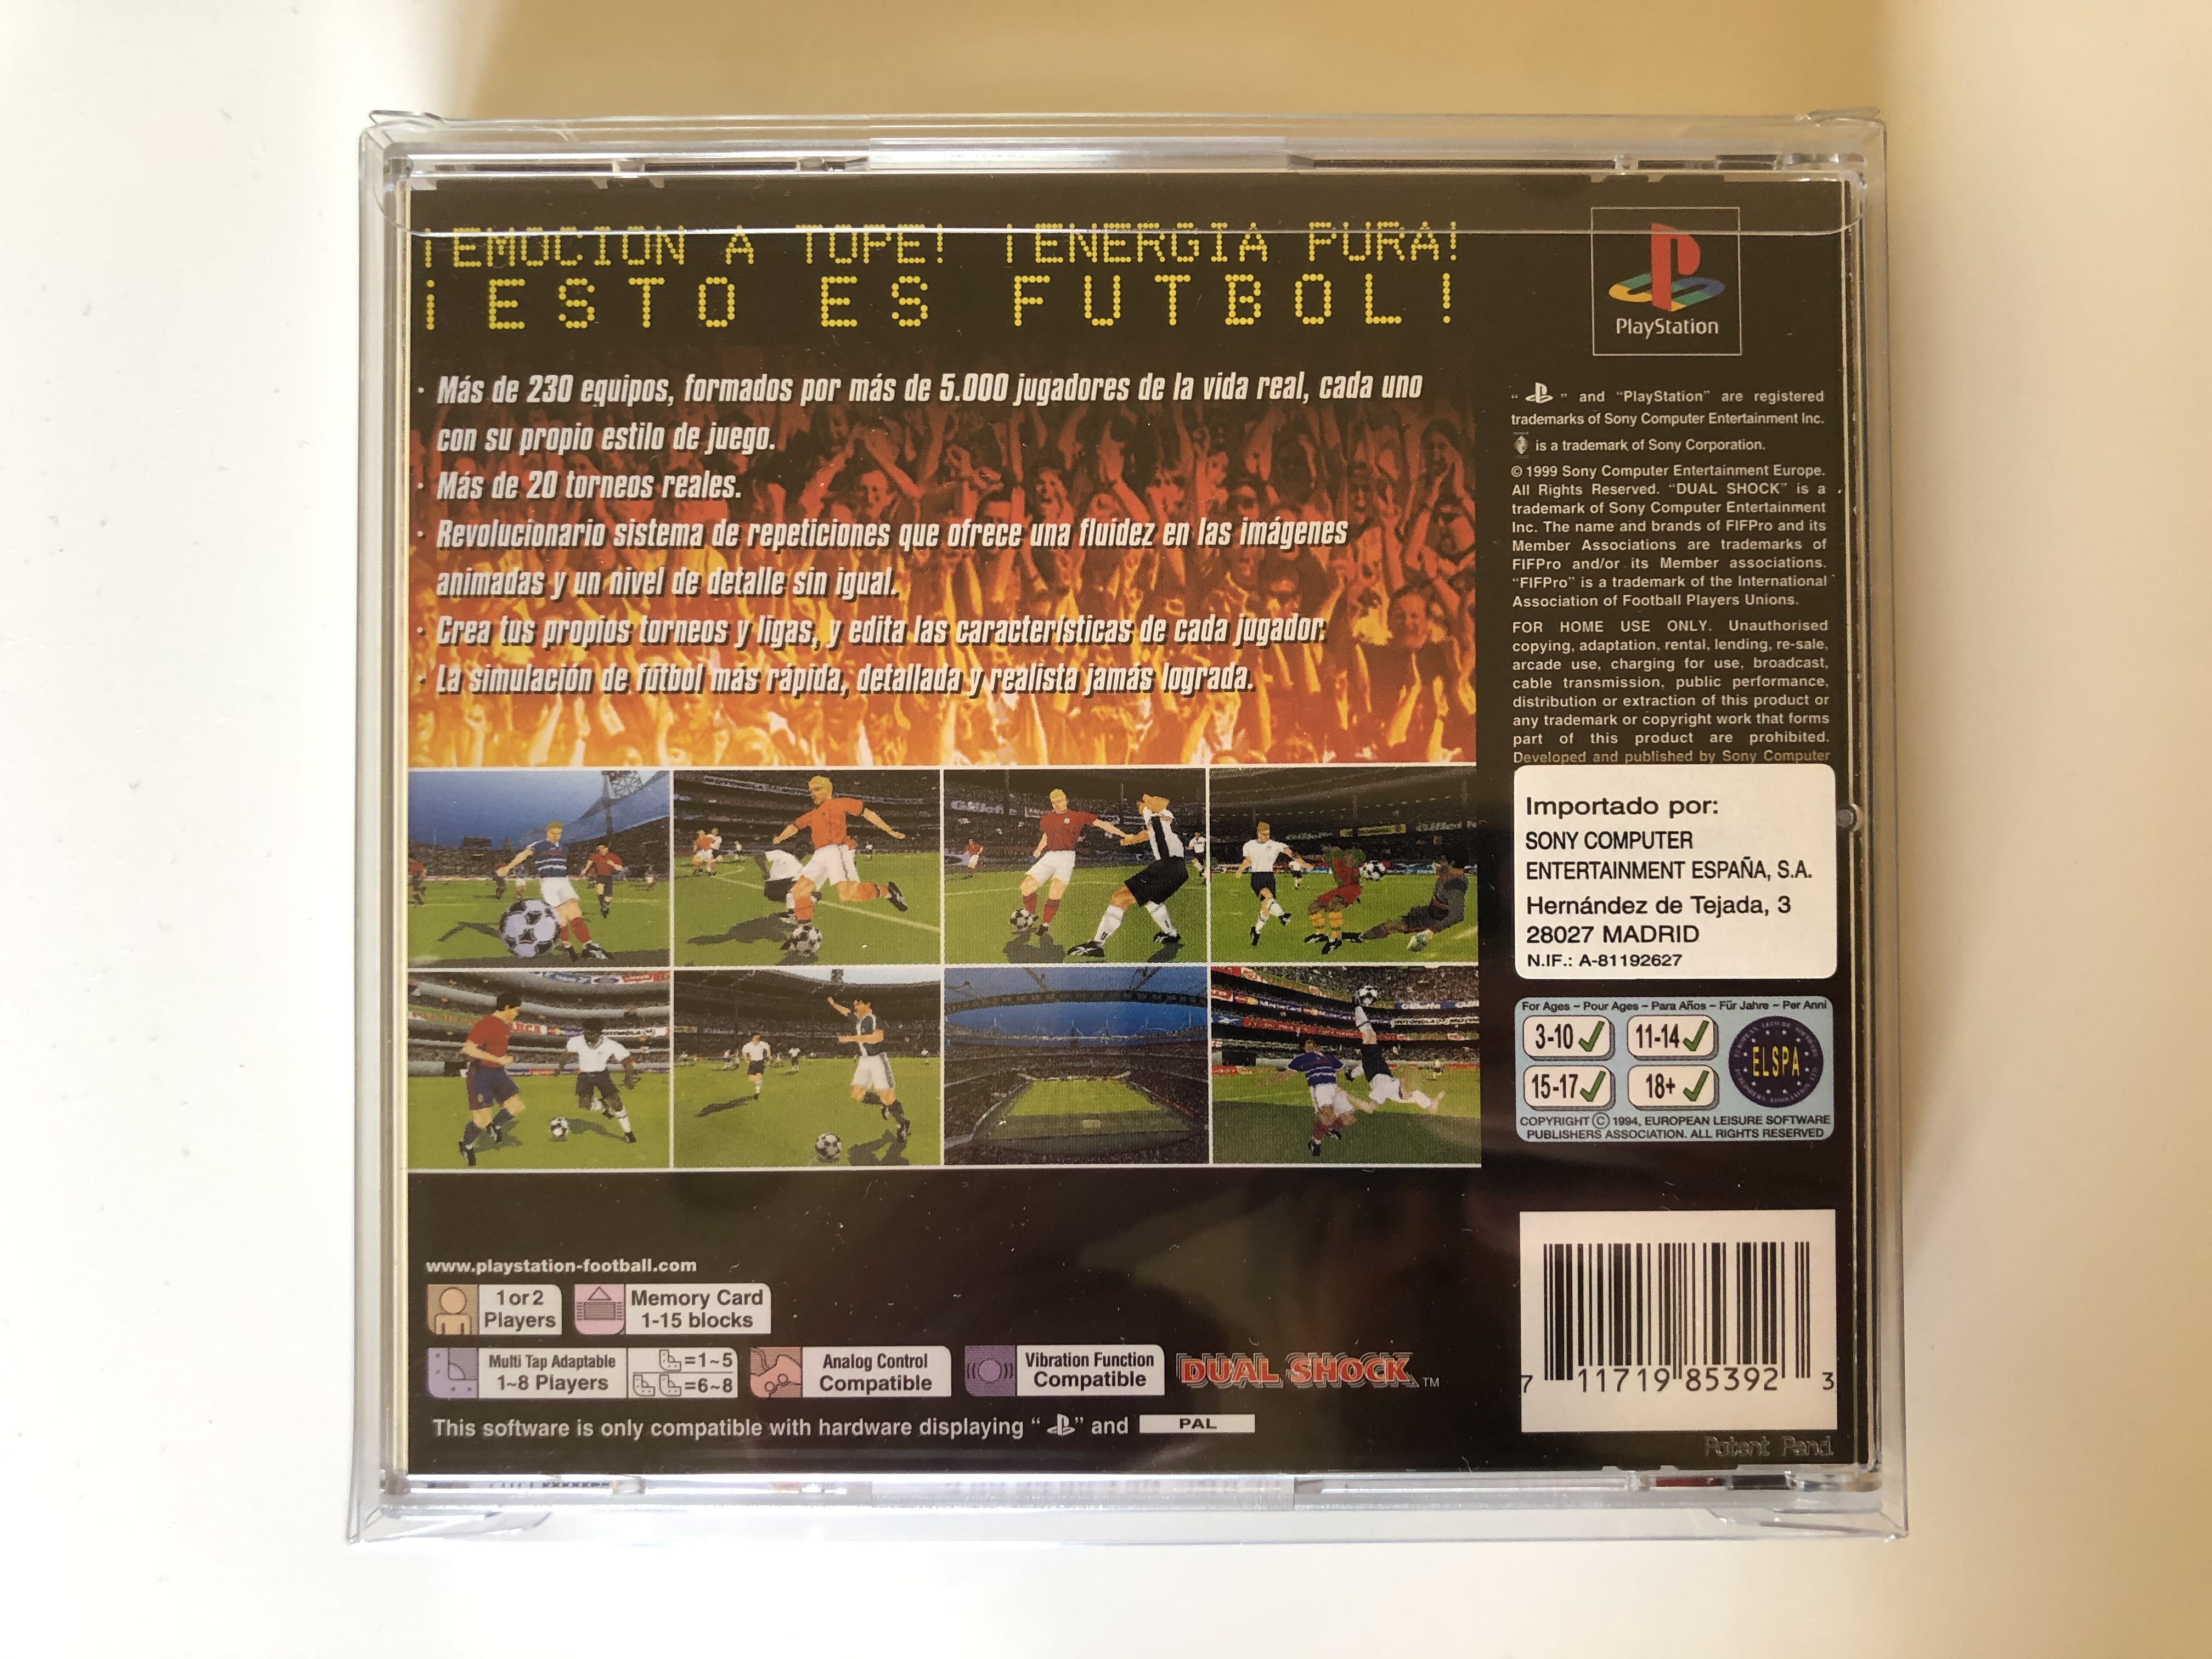 ¡EMOCION A TOPE! ¡ENERGIA PURA!
¡ESTO ES FUTBOL!
· Más de 230 equipos, formados por más de 5.000 jugadores de la vida real, cada uno
con su propio estilo de juego.
· Más de 20 torneos reales.
· Revolucionario sistema de repeticiones que ofrece una fluidez en las imágenes
animadas y un nivel de detalle sin igual.
· Crea tus propios torneos y ligas, y edita las características de cada jugador.
· La simulación de fútbol más rápida, detallada y realista jamás lograda.
Gillette
www.playstation-football.com
1 or 2
Players
Memory Card
1-15 blocks
Multi Tap Adaptable
1~8 Players
=1~5
=6~8
Analog Control
Compatible
Vibration Function
Compatible
DUAL SHOCK™
This software is only compatible with hardware displaying “ ” and PAL
PlayStation
“ ” and “PlayStation” are registered
trademarks of Sony Computer Entertainment Inc.
is a trademark of Sony Corporation.
© 1999 Sony Computer Entertainment Europe.
All Rights Reserved. “DUAL SHOCK” is a
trademark of Sony Computer Entertainment
Inc. The name and brands of FIFPro and its
Member Associations are trademarks of
FIFPro and/or its Member associations.
“FIFPro” is a trademark of the International
Association of Football Players Unions.
FOR HOME USE ONLY. Unauthorised
copying, adaptation, rental, lending, re-sale,
arcade use, charging for use, broadcast,
cable transmission, public performance,
distribution or extraction of this product or
any trademark or copyright work that forms
part of this product are prohibited.
Developed and published by Sony Computer
Importado por:
SONY COMPUTER
ENTERTAINMENT ESPAÑA, S.A.
Hernández de Tejada, 3
28027 MADRID
N.IF.: A-81192627
For Ages ~ Pour Ages ~ Para Años ~ Für Jahre ~ Per Anni
3-10
11-14
15-17
18+
EUROPEAN LEISURE SOFTWARE PUBLISHERS ASSOCIATION LTD
ELSPA
COPYRIGHT © 1994, EUROPEAN LEISURE SOFTWARE
PUBLISHERS ASSOCIATION. ALL RIGHTS RESERVED
7 11719 85392 3
Patent Pend.